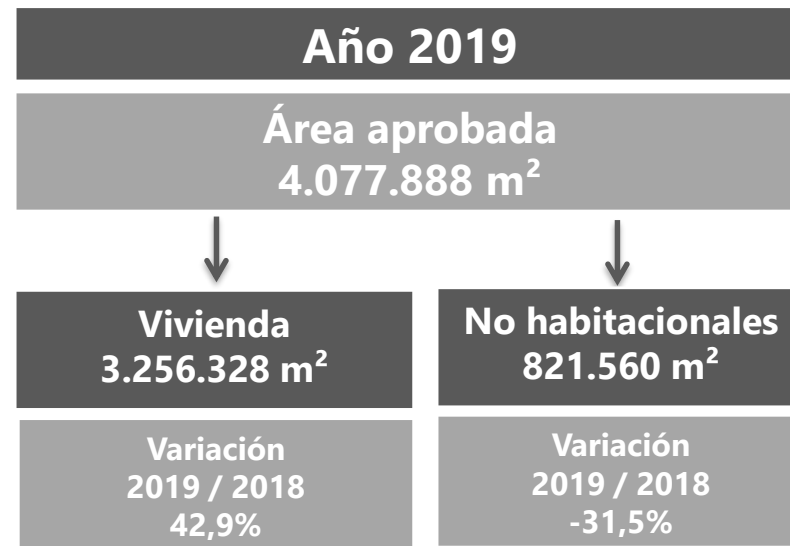 Año 2019
Área aprobada
4.077.888 m²
Vivienda
3.256.328 m²
No habitacionales
821.560 m²
Variación
2019 / 2018
42,9%
Variación
2019 / 2018
-31,5%